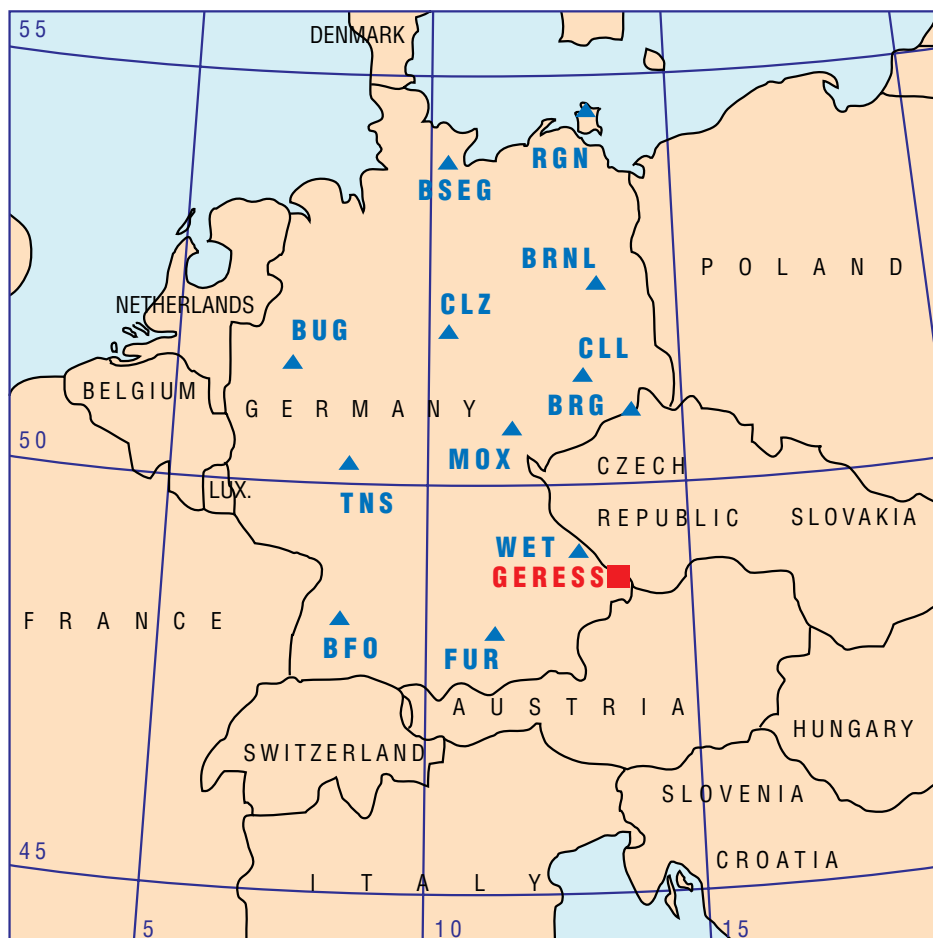 55
DENMARK
RGN
BSEG
BRNL
POLAND
NETHERLANDS
CLZ
BUG
CLL
BELGIUM
GERMANY
BRG
50
MOX
CZECH
LUX.
TNS
REPUBLIC
SLOVAKIA
WET
GERESS
FRANCE
BFO
FUR
AUSTRIA
HUNGARY
SWITZERLAND
SLOVENIA
45
CROATIA
ITALY
5
10
15